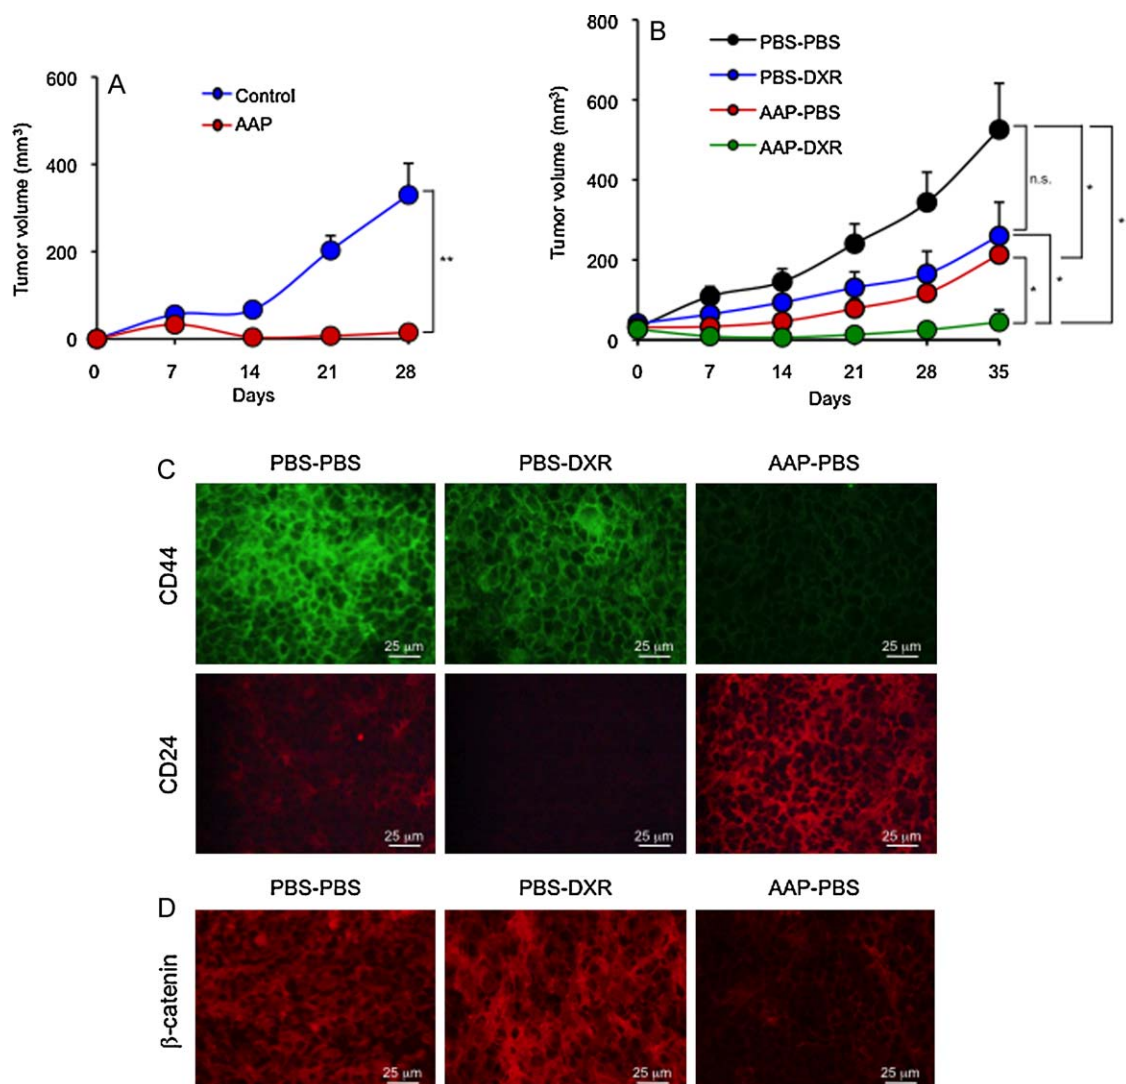 A
Control
AAP
Tumor volume (mm³)
600
400
200
0
**
0 7 14 21 28
Days
B
PBS-PBS
PBS-DXR
AAP-PBS
AAP-DXR
Tumor volume (mm³)
800
600
400
200
0
n.s.
*
*
*
*
0 7 14 21 28 35
Days
C
PBS-PBS PBS-DXR AAP-PBS
CD44
25 μm 25 μm 25 μm
CD24
25 μm 25 μm 25 μm
D
PBS-PBS PBS-DXR AAP-PBS
β-catenin
25 μm 25 μm 25 μm